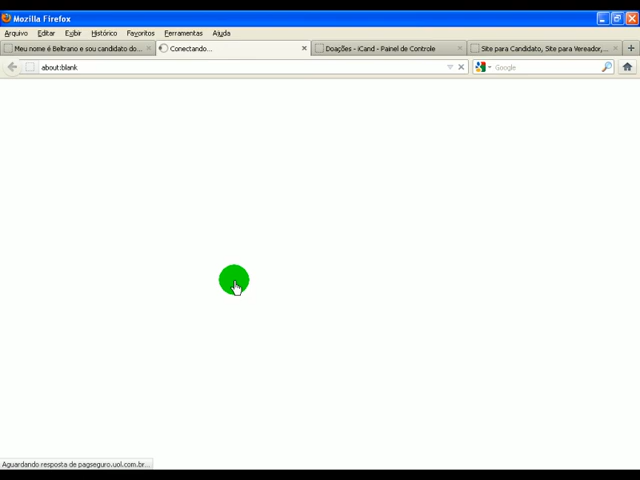 Mozilla Firefox
Arquivo Editar Exibir Histórico Favoritos Ferramentas Ajuda
Meu nome é Beltrano e sou candidato do... Conectando... Doações - iCand - Painel de Controle Site para Candidato, Site para Vereador,...
about:blank Google
Aguardando resposta de pagseguro.uol.com.br...